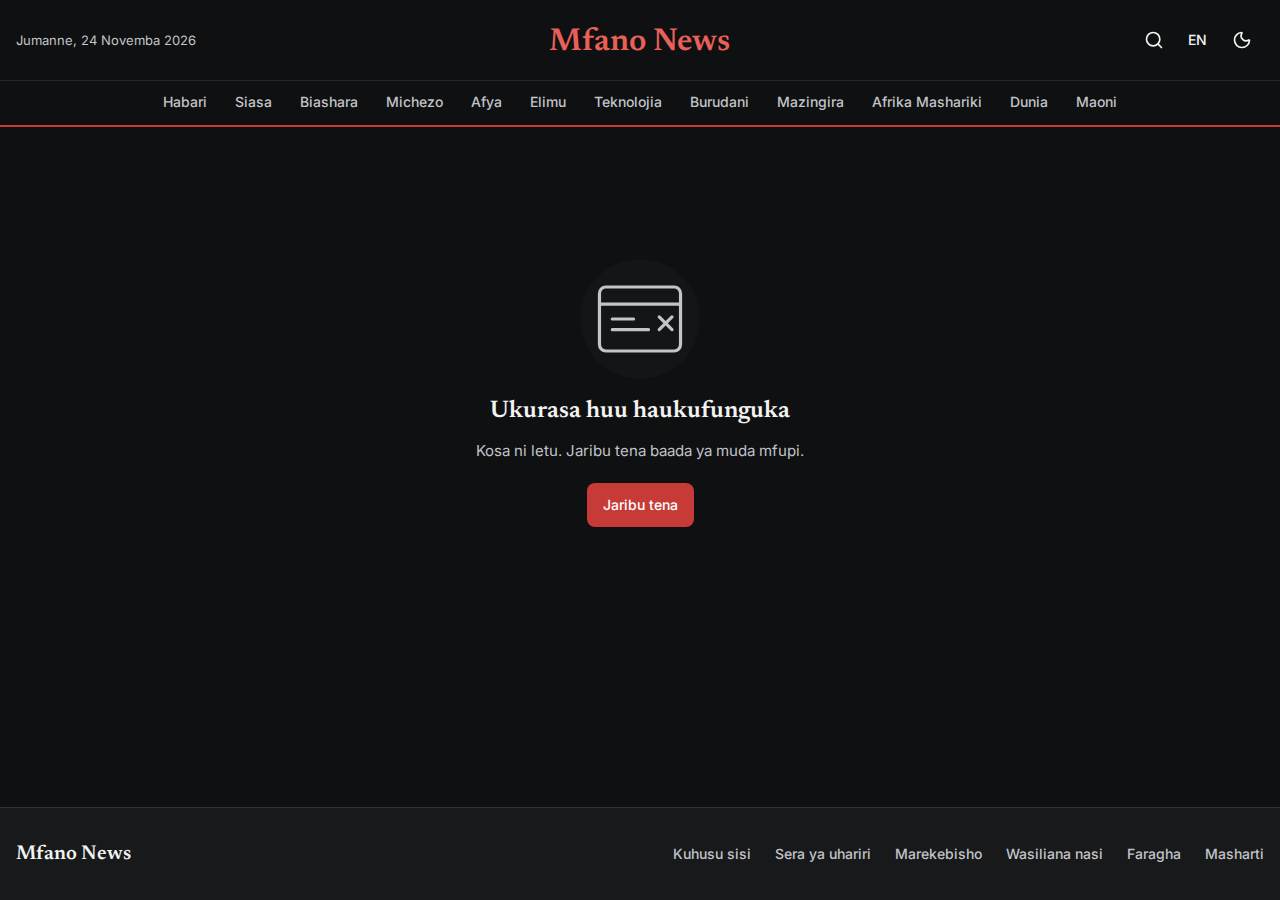 Jumanne, 24 Novemba 2026
Mfano News
EN
Habari Siasa Biashara Michezo Afya Elimu Teknolojia Burudani Mazingira Afrika Mashariki Dunia Maoni
Ukurasa huu haukufunguka
Kosa ni letu. Jaribu tena baada ya muda mfupi.
Jaribu tena
Mfano News
Kuhusu sisi Sera ya uhariri Marekebisho Wasiliana nasi Faragha Masharti